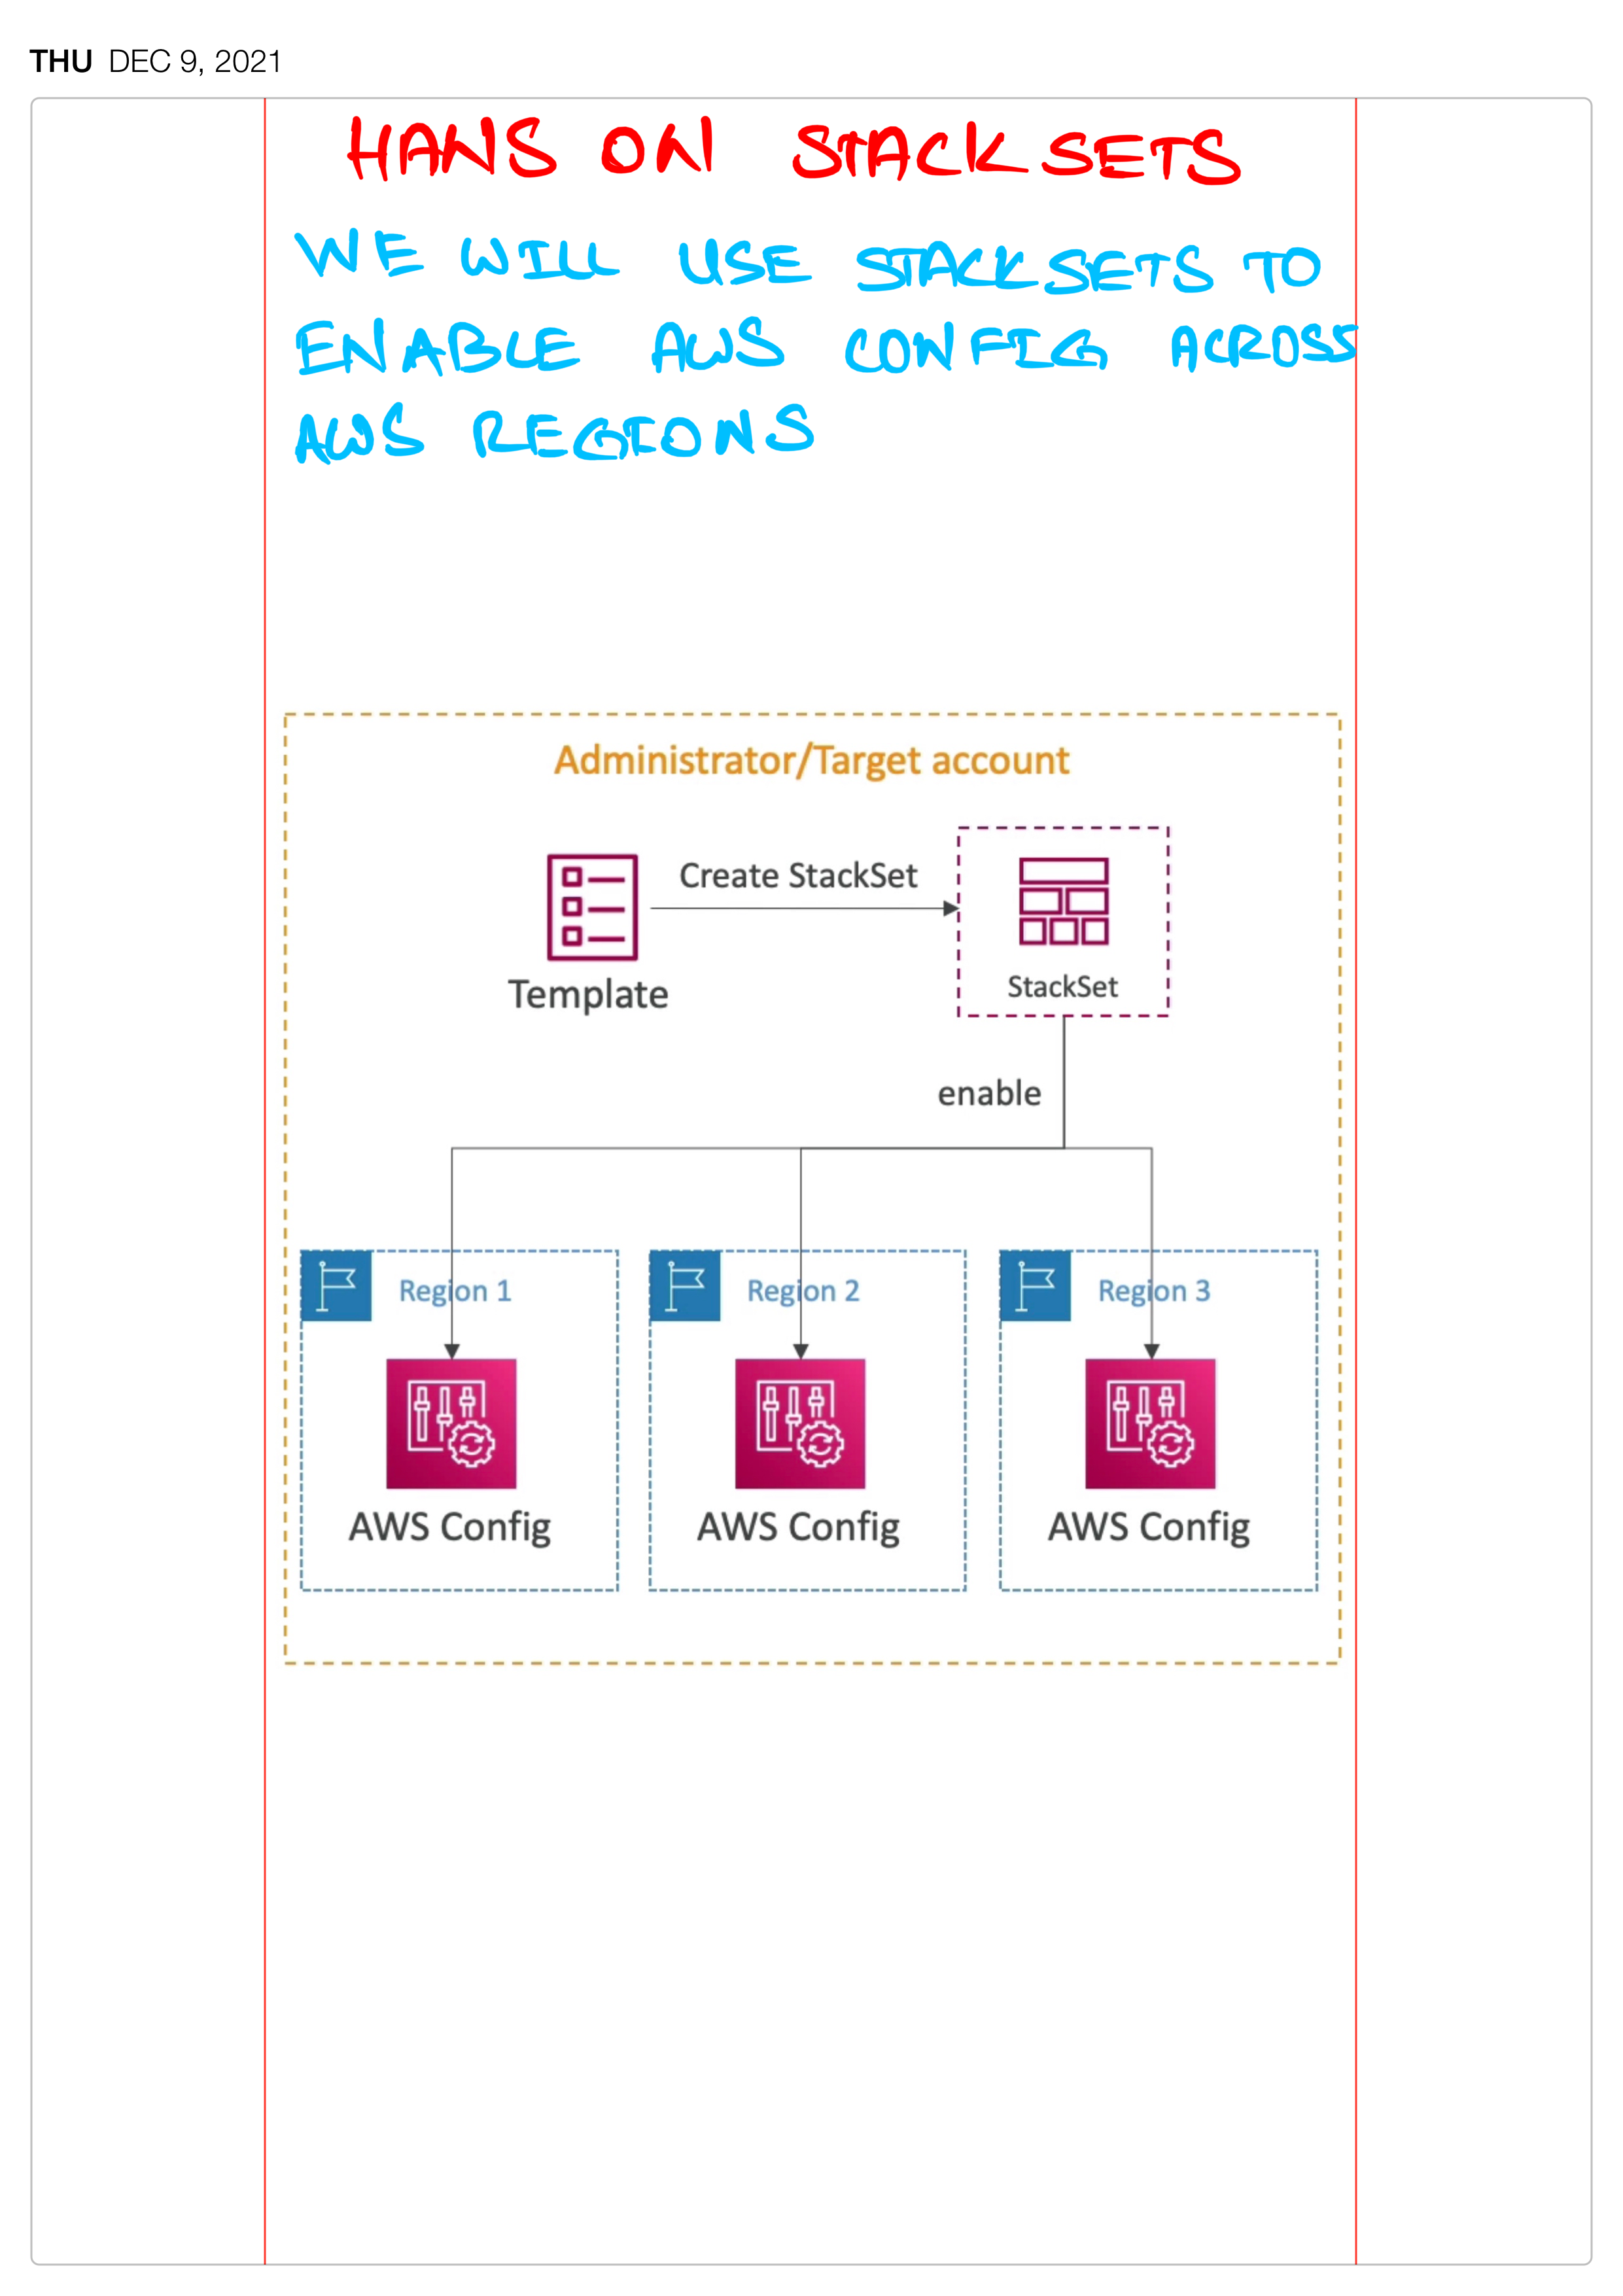 THU DEC 9, 2021
HANS ON STACKSETS
WE WILL USE STACKSETS TO
ENABLE AWS CONFIG ACROSS
AWS REGIONS
Administrator/Target account
Create StackSet
Template
StackSet
enable
Region 1
Region 2
Region 3
AWS Config
AWS Config
AWS Config